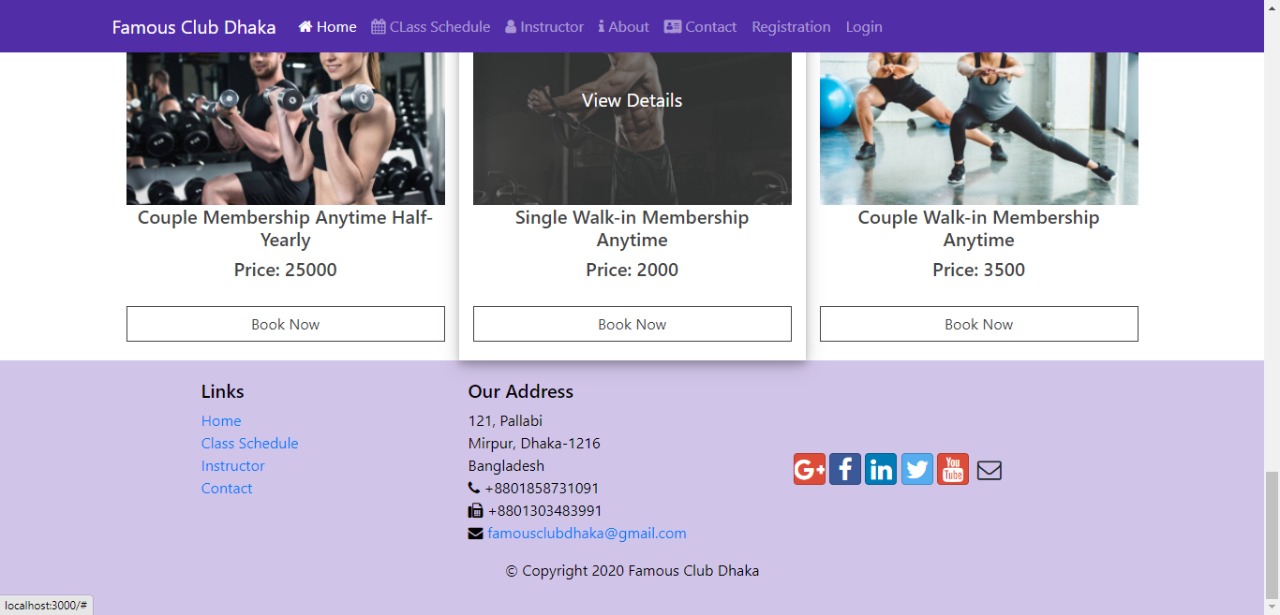 Famous Club Dhaka Home CLass Schedule Instructor About Contact Registration Login
View Details
Couple Membership Anytime Half-
Yearly
Price: 25000
Book Now
Single Walk-in Membership
Anytime
Price: 2000
Book Now
Couple Walk-in Membership
Anytime
Price: 3500
Book Now
Links
Home
Class Schedule
Instructor
Contact
Our Address
121, Pallabi
Mirpur, Dhaka-1216
Bangladesh
+8801858731091
+8801303483991
famousclubdhaka@gmail.com
G+ f in You Tube
© Copyright 2020 Famous Club Dhaka
localhost:3000/#